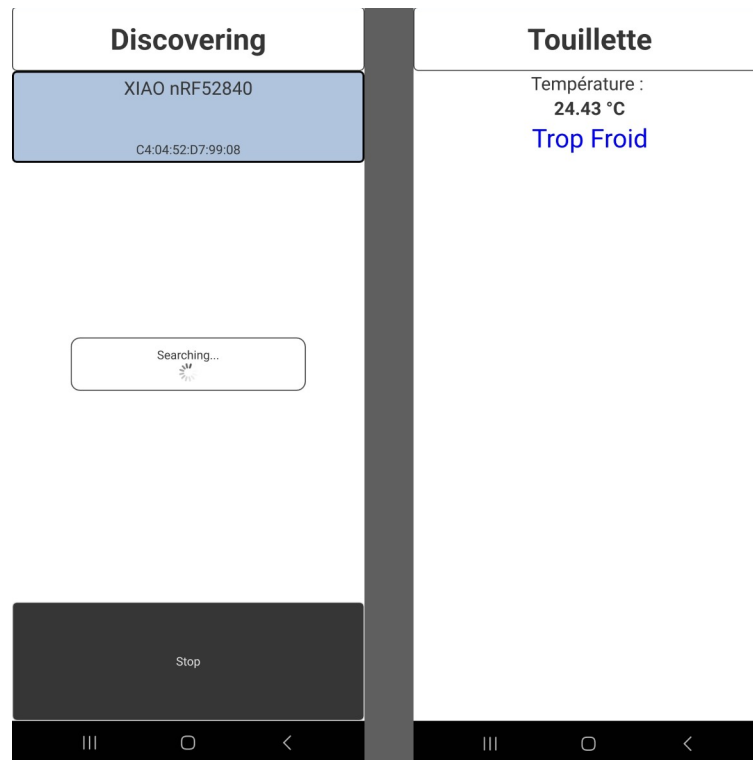 Discovering
XIAO nRF52840
C4:04:52:D7:99:08
Searching...
Stop
Touillette
Température :
24.43 °C
Trop Froid